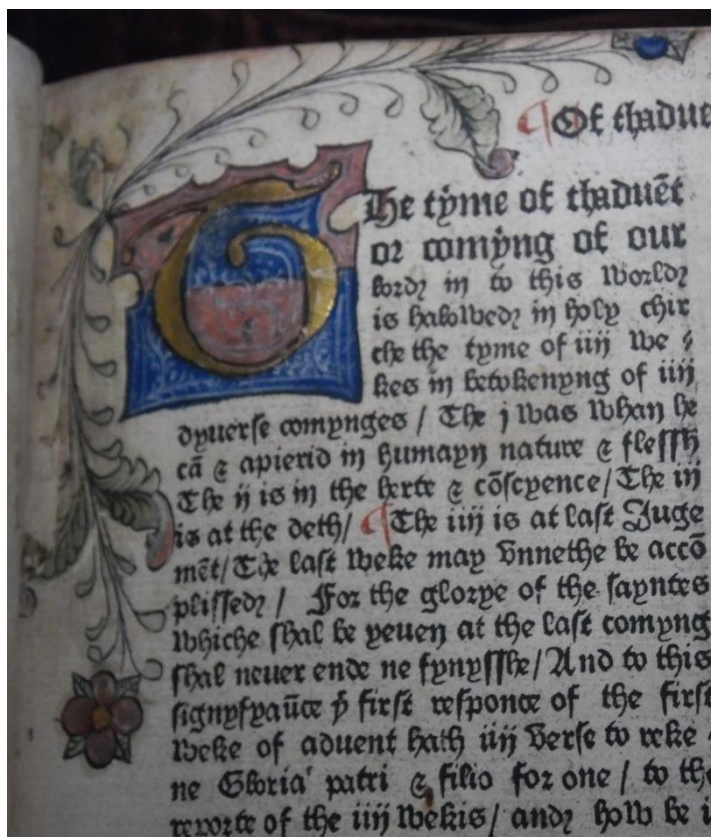 ¶ Of thadue
The tyme of thaduēt
or comyng of our
lord in to this world
is halowed in holy chir
che the tyme of iiij we ⸗
kes in betokenyng of iiij
dyuerse comynges / The j was whan he
cā & apierid in humayn nature & flessh
The ij is in the herte & cōscyence / The iij
is at the deth / ¶ The iiij is at last Iuge
mēt / The last weke may vnnethe be accō
plissed / For the glorye of the sayntes
whiche shal be yeuen at the last comyng
shal neuer ende ne fynysshe / And to this
signyfyaūce þe first responce of the first
weke of aduent hath iiij verse to reke ⸗
ne Gloria patri & filio for one / to the
reporte of the iiij wekis / and how be i